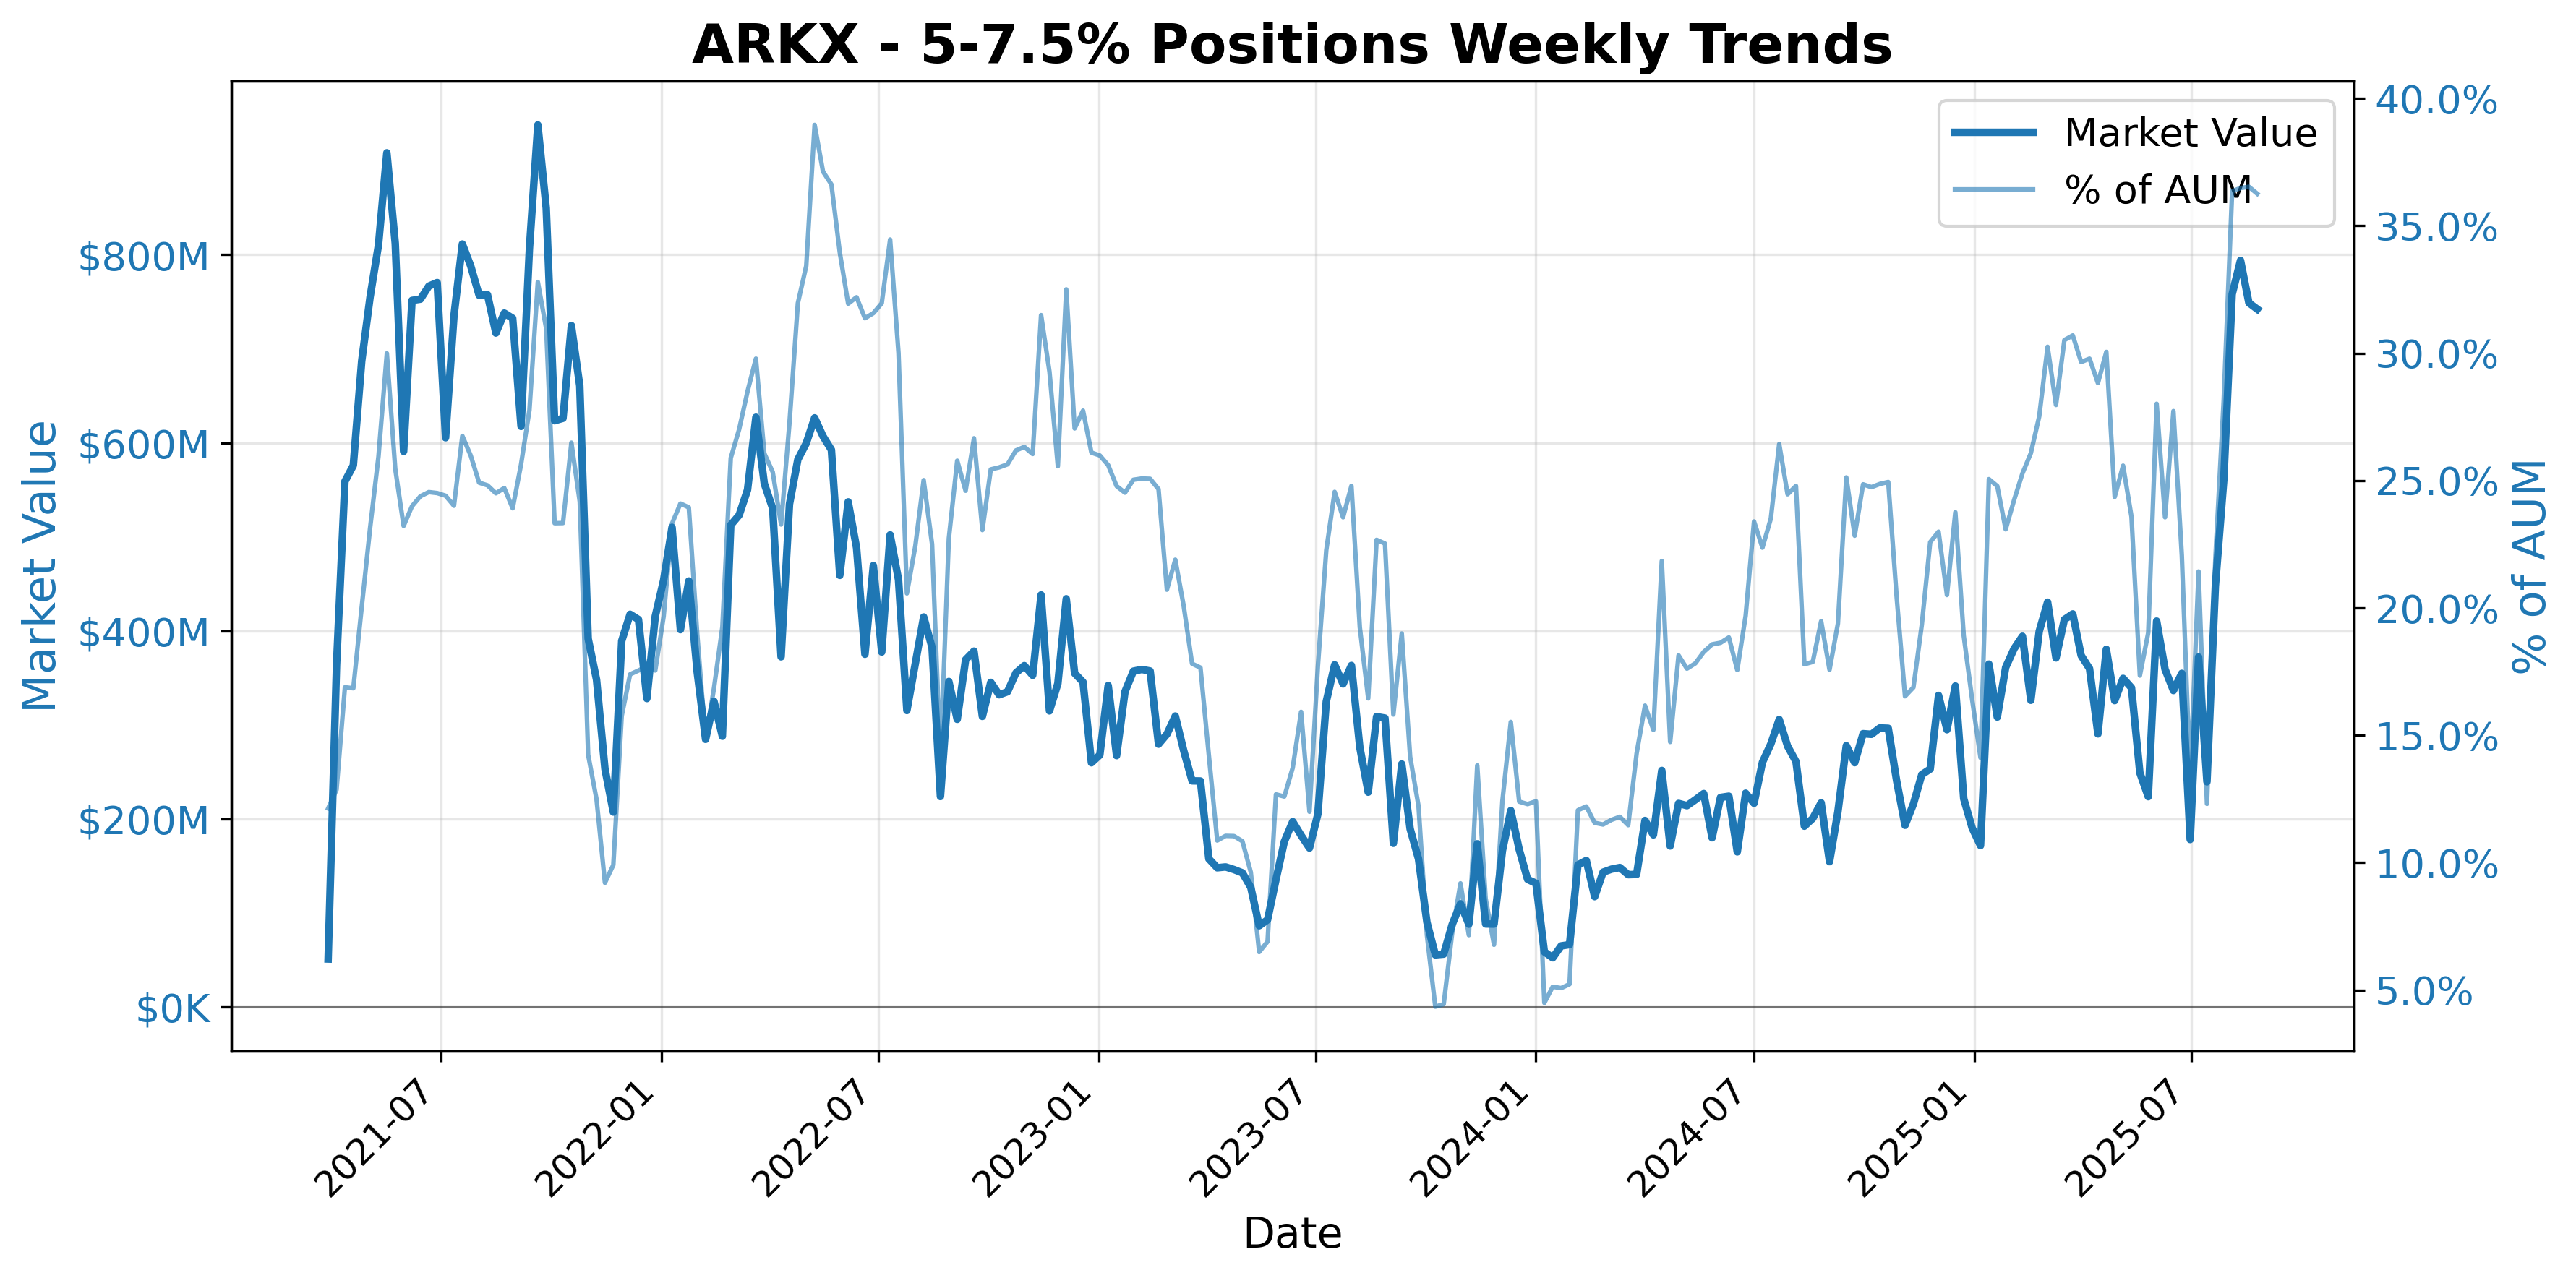 ARKX - 5-7.5% Positions Weekly Trends
Market Value
% of AUM
$800M
$600M
$400M
$200M
$0K
Market Value
40.0%
35.0%
30.0%
25.0%
20.0%
15.0%
10.0%
5.0%
% of AUM
2021-07
2022-01
2022-07
2023-01
2023-07
2024-01
2024-07
2025-01
2025-07
Date